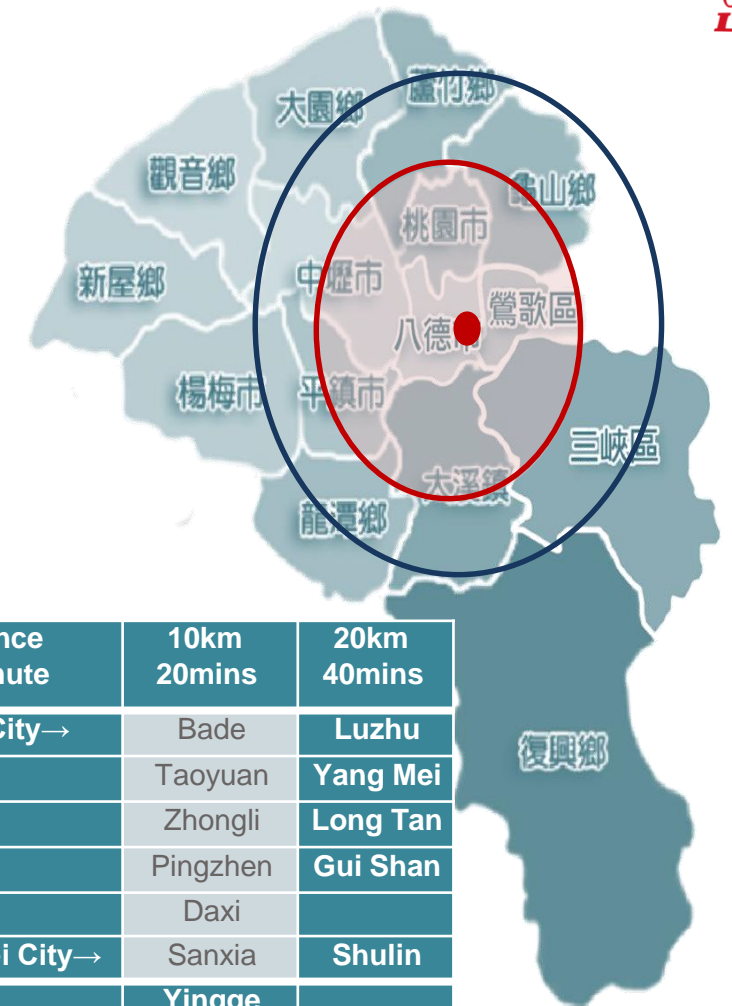 蘆竹鄉
大園鄉
觀音鄉
龜山鄉
桃園市
新屋鄉
中壢市
鶯歌區
八德市
楊梅市
平鎮市
三峽區
大溪鎮
龍潭鄉
復興鄉
10km 20km
20mins 40mins
City→ Bade Luzhu
Taoyuan Yang Mei
Zhongli Long Tan
Pingzhen Gui Shan
Daxi
City→ Sanxia Shulin
Yingge